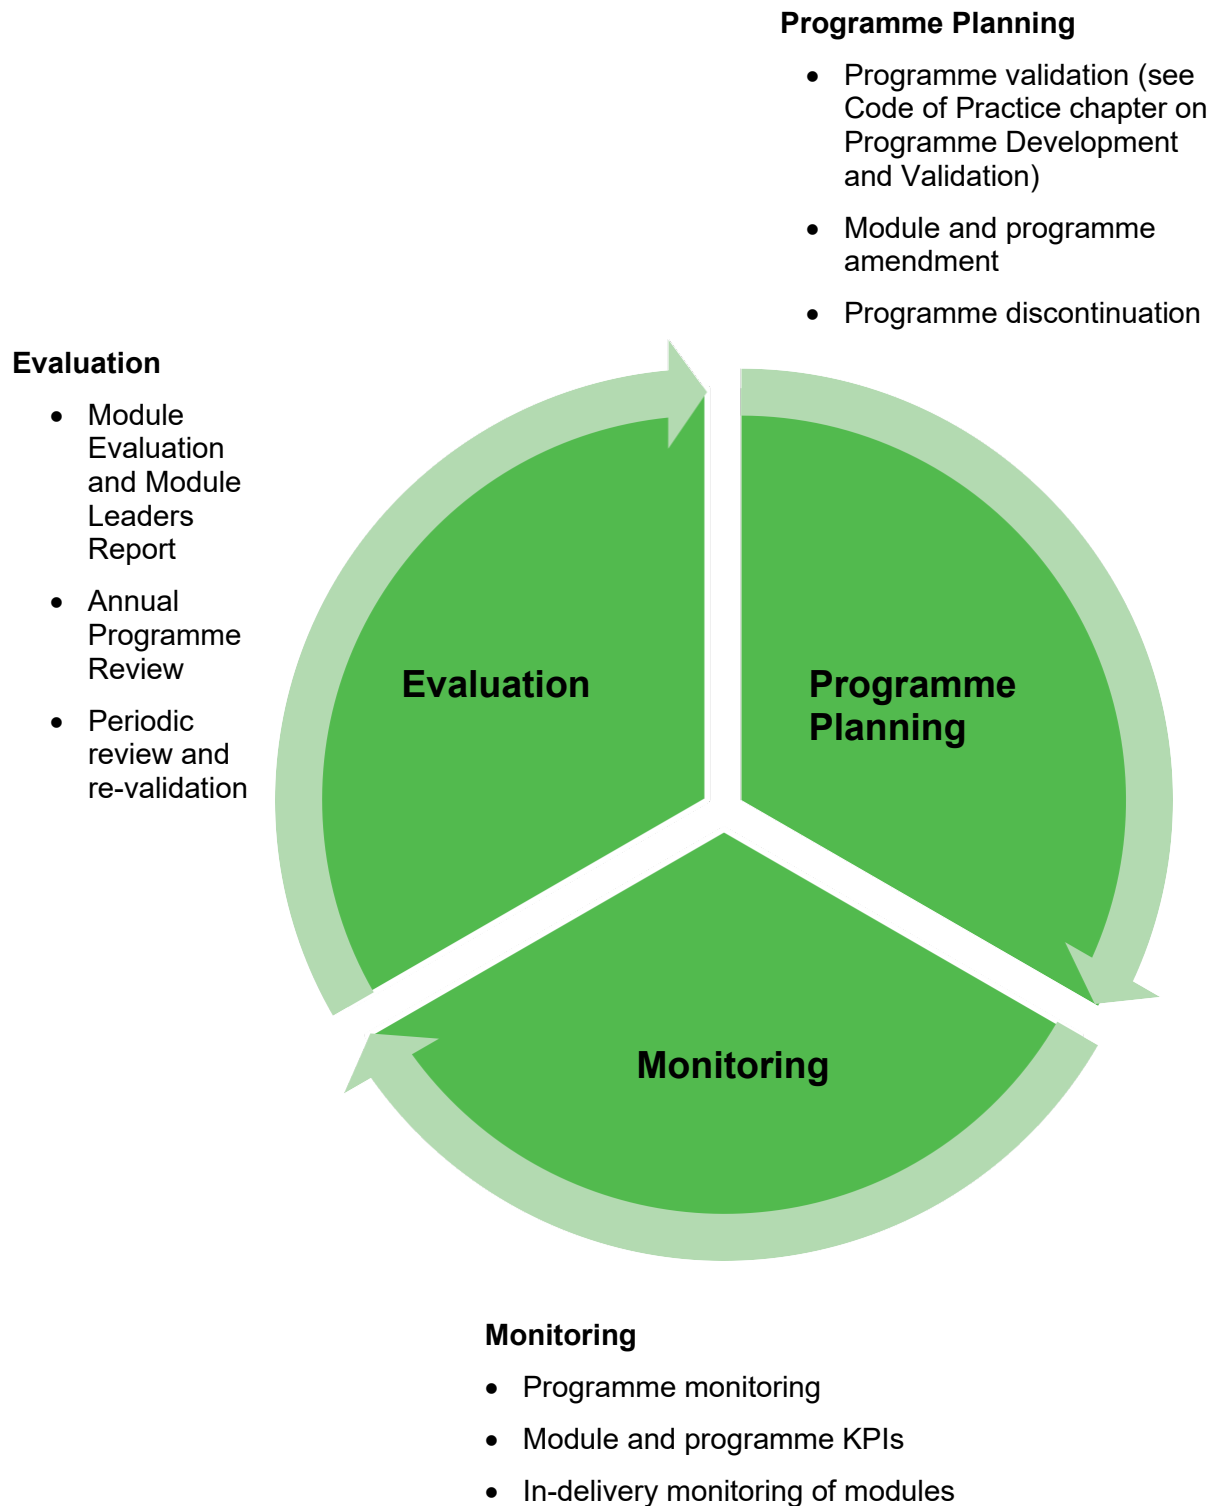 Programme Planning
• Programme validation (see
Code of Practice chapter on
Programme Development
and Validation)
• Module and programme
amendment
• Programme discontinuation
Evaluation
• Module
Evaluation
and Module
Leaders
Report
• Annual
Programme
Review
• Periodic
review and
re-validation
Evaluation
Programme
Planning
Monitoring
Monitoring
• Programme monitoring
• Module and programme KPIs
• In-delivery monitoring of modules